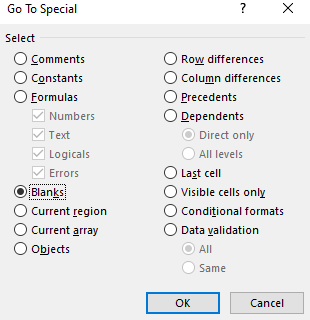 Go To Special
?
Select
Comments
Constants
Formulas
Numbers
Text
Logicals
Errors
Blanks
Current region
Current array
Objects
Row differences
Column differences
Precedents
Dependents
Direct only
All levels
Last cell
Visible cells only
Conditional formats
Data validation
All
Same
OK
Cancel